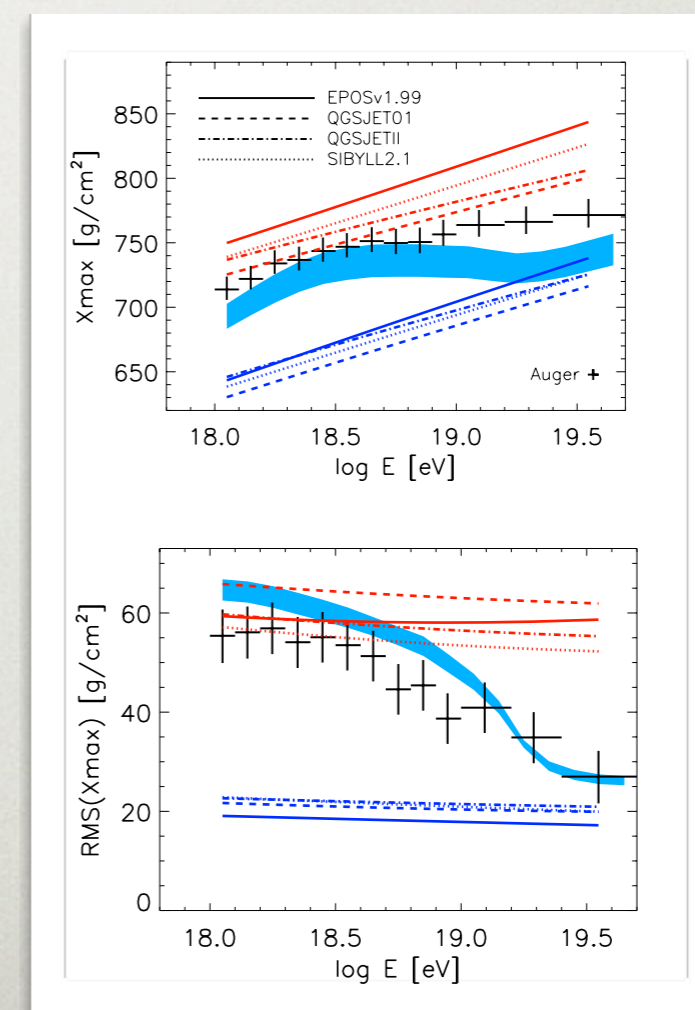 850
800
750
700
650
Xmax [g/cm²]
EPOSv1.99
QGSJET01
QGSJETII
SIBYLL2.1
Auger +
18.0 18.5 19.0 19.5
log E [eV]
60
40
20
0
RMS(Xmax) [g/cm²]
18.0 18.5 19.0 19.5
log E [eV]